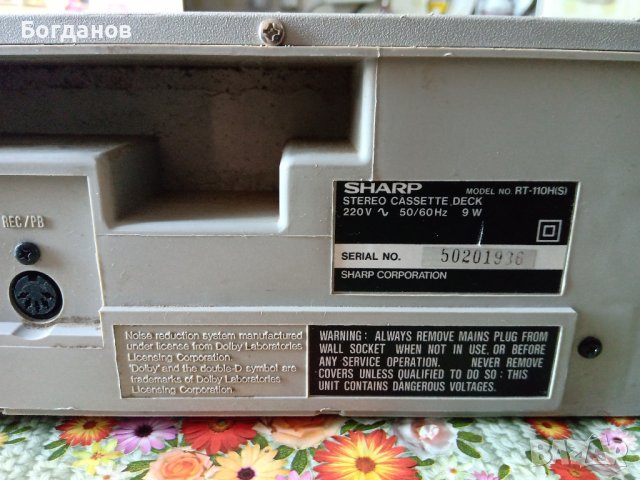 Сашо
Богданов
REC/PB
SHARP MODEL NO. RT-110H(S)
STEREO CASSETTE DECK
220V ∿ 50/60Hz 9W
SERIAL NO. 50201936
SHARP CORPORATION
Noise reduction system manufactured
under license from Dolby Laboratories
Licensing Corporation.
'Dolby' and the double-D symbol are
trademarks of Dolby Laboratories
Licensing Corporation.
WARNING: ALWAYS REMOVE MAINS PLUG FROM
WALL SOCKET WHEN NOT IN USE, OR BEFORE
ANY SERVICE OPERATION. NEVER REMOVE
COVERS UNLESS QUALIFIED TO DO SO: THIS
UNIT CONTAINS DANGEROUS VOLTAGES.
BAZAR